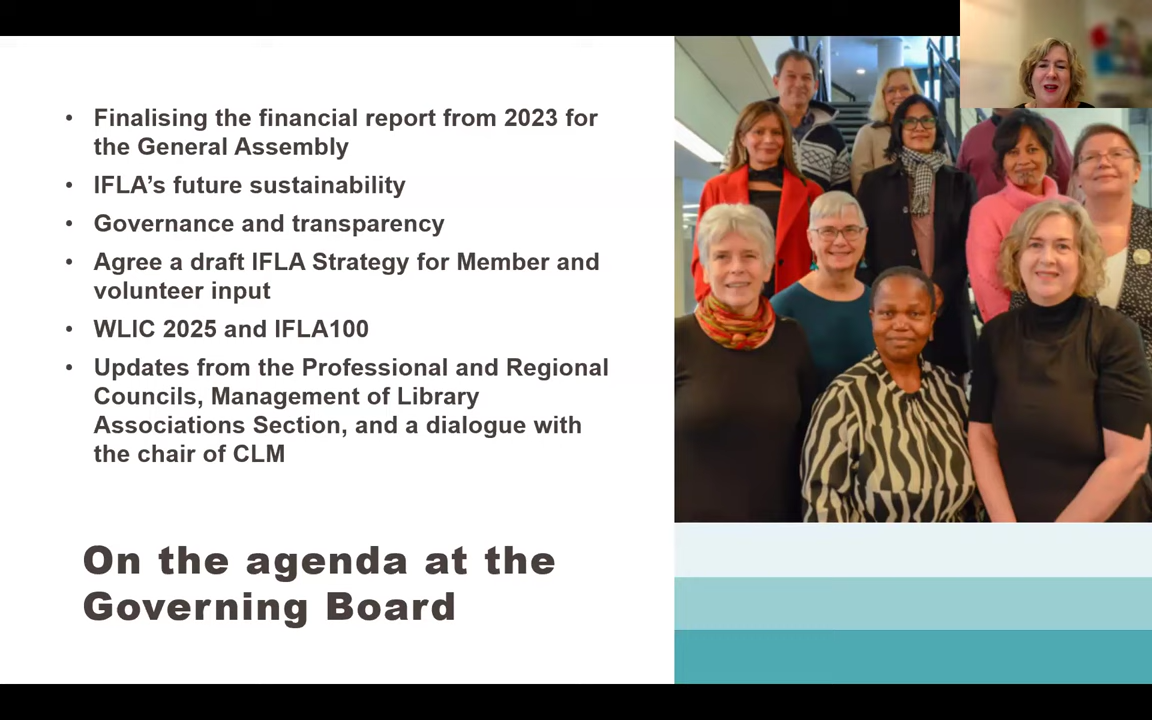 • Finalising the financial report from 2023 for
the General Assembly
• IFLA’s future sustainability
• Governance and transparency
• Agree a draft IFLA Strategy for Member and
volunteer input
• WLIC 2025 and IFLA100
• Updates from the Professional and Regional
Councils, Management of Library
Associations Section, and a dialogue with
the chair of CLM
On the agenda at the
Governing Board